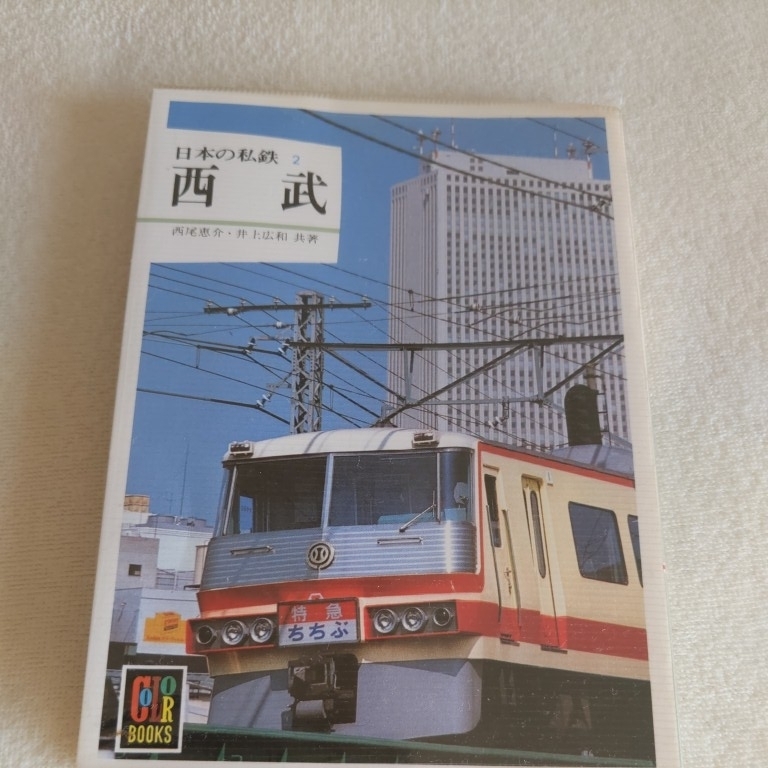 日本の私鉄 2
西 武
西尾恵介・井上広和 共著
特急
ちちぶ
COLOR
BOOKS